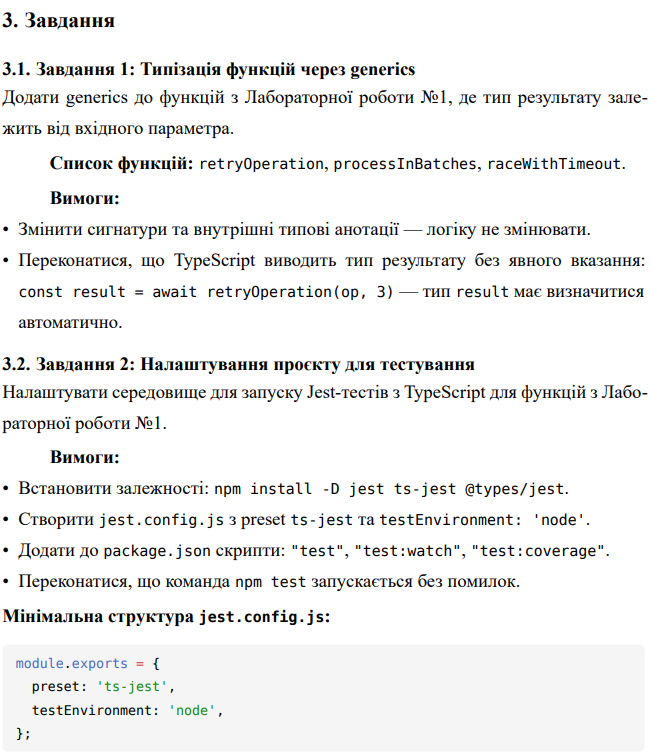 3. Завдання
3.1. Завдання 1: Типізація функцій через generics
Додати generics до функцій з Лабораторної роботи №1, де тип результату зале-
жить від вхідного параметра.
Список функцій: retryOperation, processInBatches, raceWithTimeout.
Вимоги:
• Змінити сигнатури та внутрішні типові анотації — логіку не змінювати.
• Переконатися, що TypeScript виводить тип результату без явного вказання:
const result = await retryOperation(op, 3) — тип result має визначитися
автоматично.
3.2. Завдання 2: Налаштування проєкту для тестування
Налаштувати середовище для запуску Jest-тестів з TypeScript для функцій з Лабо-
раторної роботи №1.
Вимоги:
• Встановити залежності: npm install -D jest ts-jest @types/jest.
• Створити jest.config.js з preset ts-jest та testEnvironment: 'node'.
• Додати до package.json скрипти: "test", "test:watch", "test:coverage".
• Переконатися, що команда npm test запускається без помилок.
Мінімальна структура jest.config.js:
module.exports = {
  preset: 'ts-jest',
  testEnvironment: 'node',
};